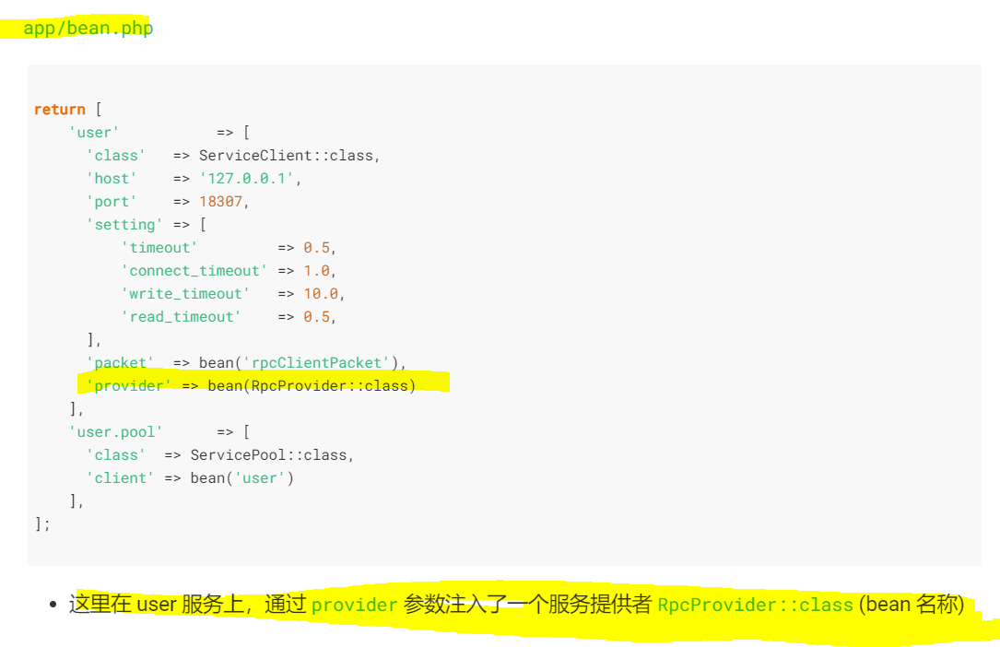 app/bean.php
return [
    'user'           => [
      'class'   => ServiceClient::class,
      'host'    => '127.0.0.1',
      'port'    => 18307,
      'setting' => [
          'timeout'         => 0.5,
          'connect_timeout' => 1.0,
          'write_timeout'   => 10.0,
          'read_timeout'    => 0.5,
      ],
      'packet'  => bean('rpcClientPacket'),
      'provider' => bean(RpcProvider::class)
    ],
    'user.pool'      => [
      'class'  => ServicePool::class,
      'client' => bean('user')
    ],
];
• 这里在 user 服务上，通过 provider 参数注入了一个服务提供者 RpcProvider::class (bean 名称)